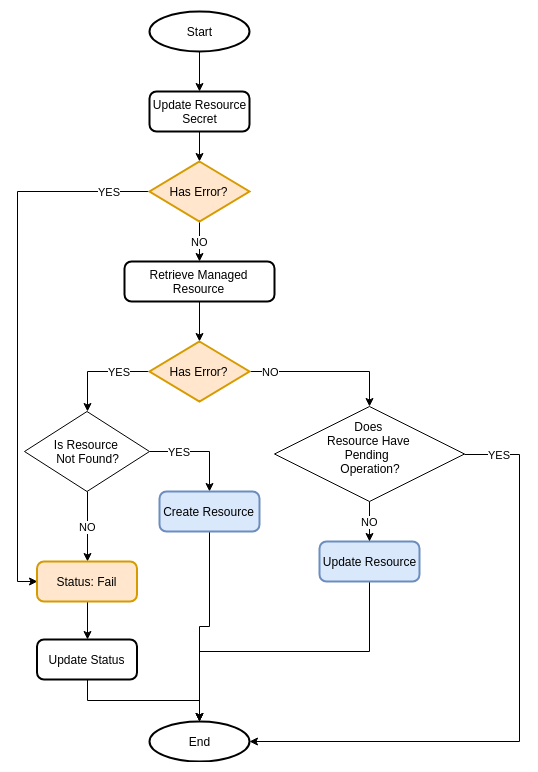 Start
Update Resource
Secret
Has Error?
YES
NO
Retrieve Managed
Resource
Has Error?
YES
NO
Is Resource
Not Found?
YES
Does
Resource Have
Pending
Operation?
YES
Create Resource
NO
NO
Update Resource
Status: Fail
Update Status
End